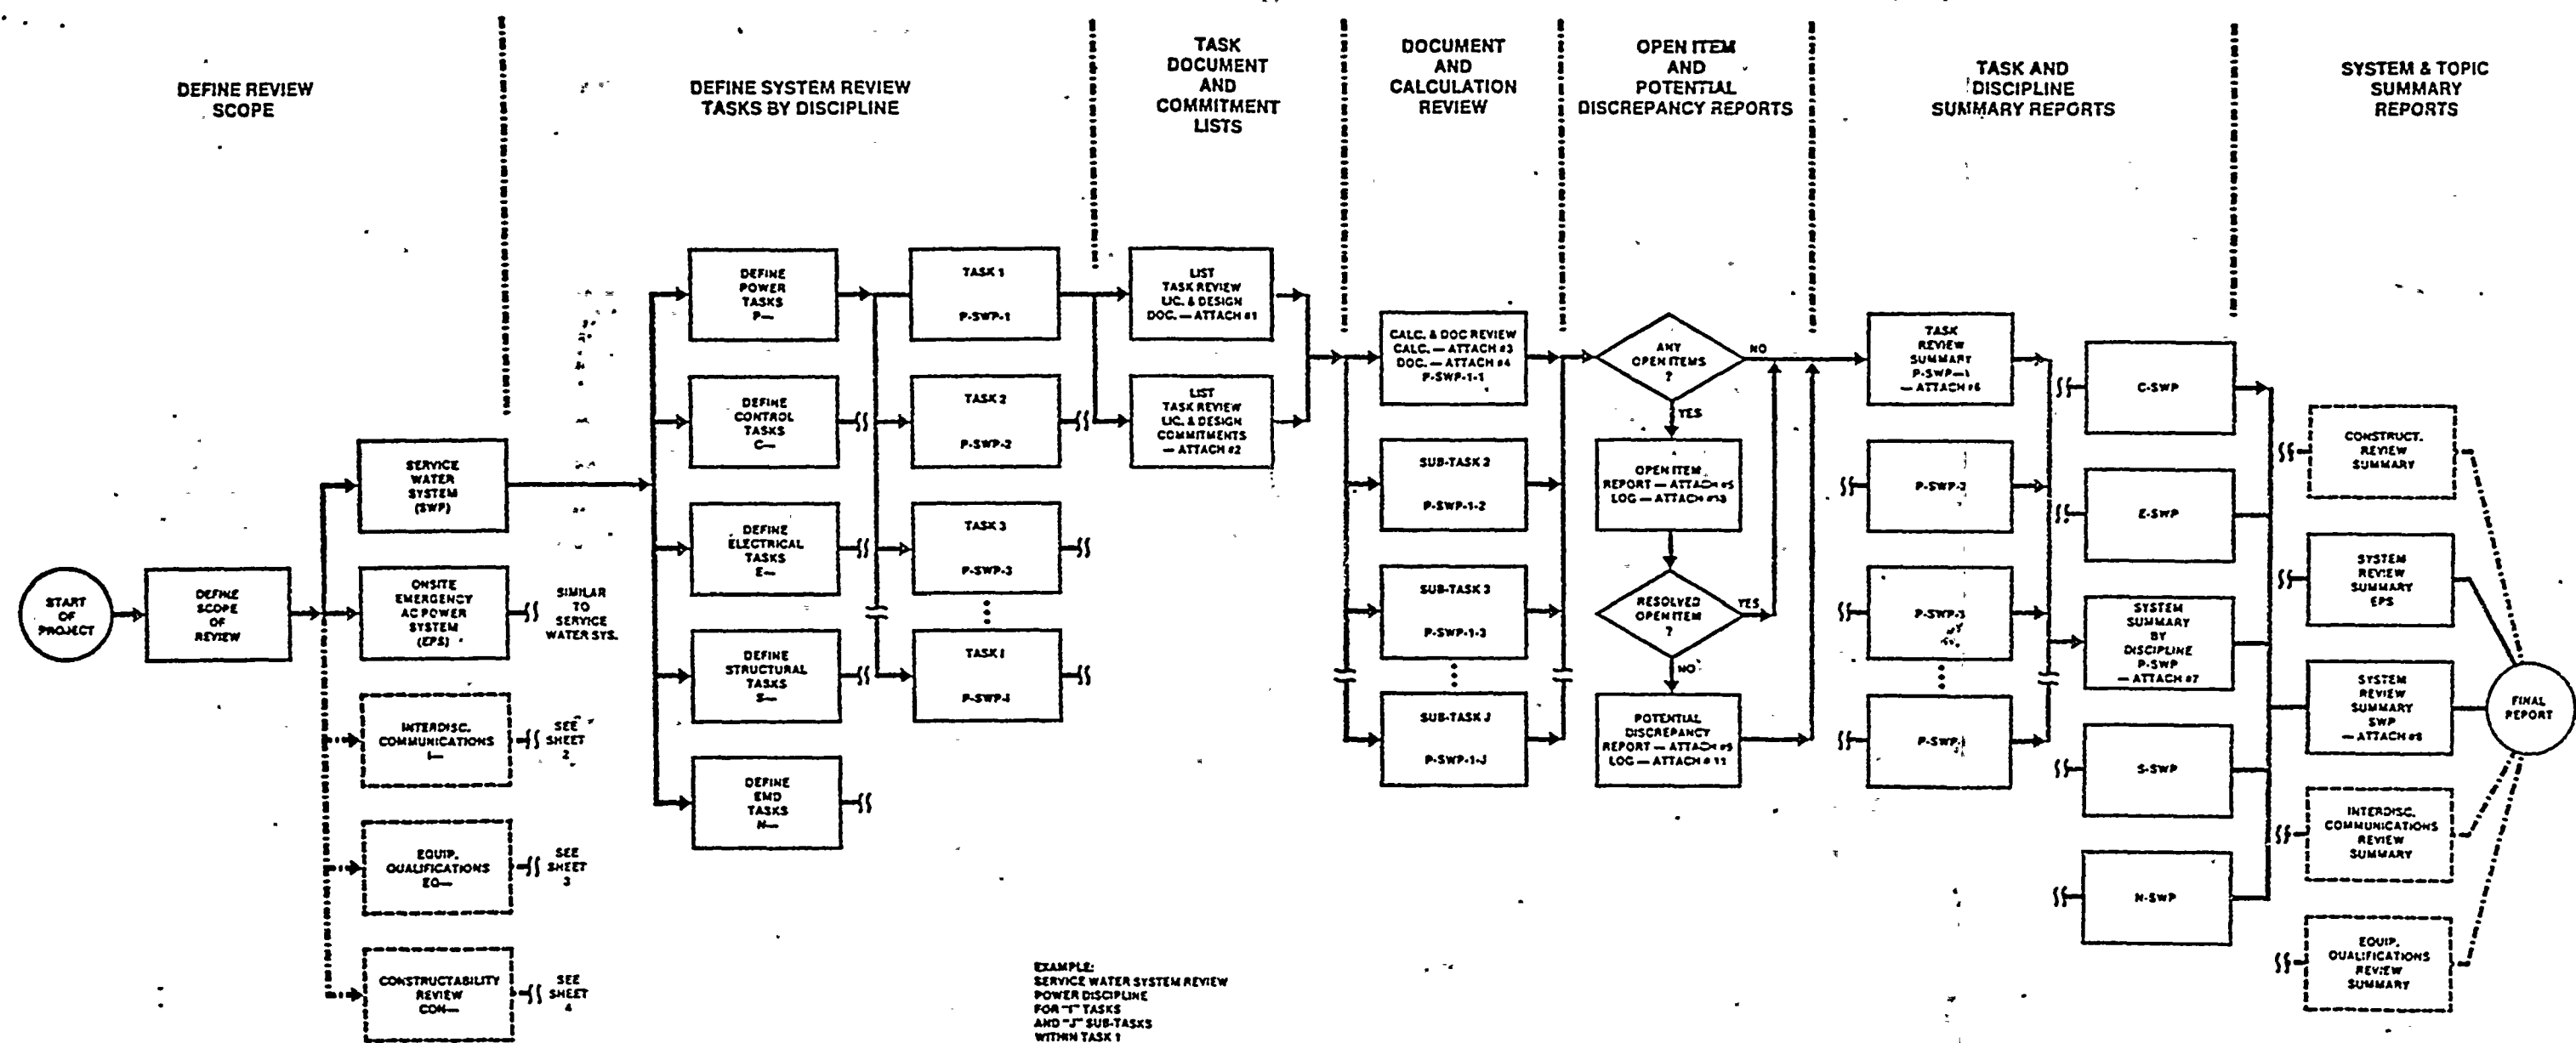 DEFINE REVIEW
SCOPE
DEFINE SYSTEM REVIEW
TASKS BY DISCIPLINE
TASK
DOCUMENT
AND
COMMITMENT
LISTS
DOCUMENT
AND
CALCULATION
REVIEW
OPEN ITEM
AND
POTENTIAL
DISCREPANCY REPORTS
TASK AND
DISCIPLINE
SUMMARY REPORTS
SYSTEM & TOPIC
SUMMARY
REPORTS
START
OF
PROJECT
DEFINE
SCOPE
OF
REVIEW
SERVICE
WATER
SYSTEM
(SWP)
ONSITE
EMERGENCY
AC POWER
SYSTEM
(EPS)
SIMILAR
TO
SERVICE
WATER SYS.
INTERDISC.
COMMUNICATIONS
I—
SEE
SHEET
2
EQUIP.
QUALIFICATIONS
EQ—
SEE
SHEET
3
CONSTRUCTABILITY
REVIEW
CON—
SEE
SHEET
4
DEFINE
POWER
TASKS
P—
DEFINE
CONTROL
TASKS
C—
DEFINE
ELECTRICAL
TASKS
E—
DEFINE
STRUCTURAL
TASKS
S—
DEFINE
EMD
TASKS
N—
TASK 1
P-SWP-1
TASK 2
P-SWP-2
TASK 3
P-SWP-3
TASK I
P-SWP-I
LIST
TASK REVIEW
LIC. & DESIGN
DOC. — ATTACH #1
LIST
TASK REVIEW
LIC. & DESIGN
COMMITMENTS
— ATTACH #2
CALC. & DOC REVIEW
CALC. — ATTACH #3
DOC. — ATTACH #4
P-SWP-1-1
SUB-TASK 2
P-SWP-1-2
SUB-TASK 3
P-SWP-1-3
SUB-TASK J
P-SWP-1-J
ANY
OPEN ITEMS
?
NO
YES
OPEN ITEM
REPORT — ATTACH #5
LOG — ATTACH
RESOLVED
OPEN ITEM
?
YES
NO
POTENTIAL
DISCREPANCY
REPORT — ATTACH
LOG — ATTACH # 11
TASK
REVIEW
SUMMARY
P-SWP—1
— ATTACH #6
P-SWP-2
P-SWP-3
P-SWP-I
C-SWP
E-SWP
SYSTEM
SUMMARY
BY
DISCIPLINE
P-SWP
— ATTACH #7
S-SWP
N-SWP
CONSTRUCT.
REVIEW
SUMMARY
SYSTEM
REVIEW
SUMMARY
EPS
SYSTEM
REVIEW
SUMMARY
SWP
— ATTACH #8
INTERDISC.
COMMUNICATIONS
REVIEW
SUMMARY
EQUIP.
QUALIFICATIONS
REVIEW
SUMMARY
FINAL
REPORT
EXAMPLE:
SERVICE WATER SYSTEM REVIEW
POWER DISCIPLINE
FOR "I" TASKS
AND "J" SUB-TASKS
WITHIN TASK 1